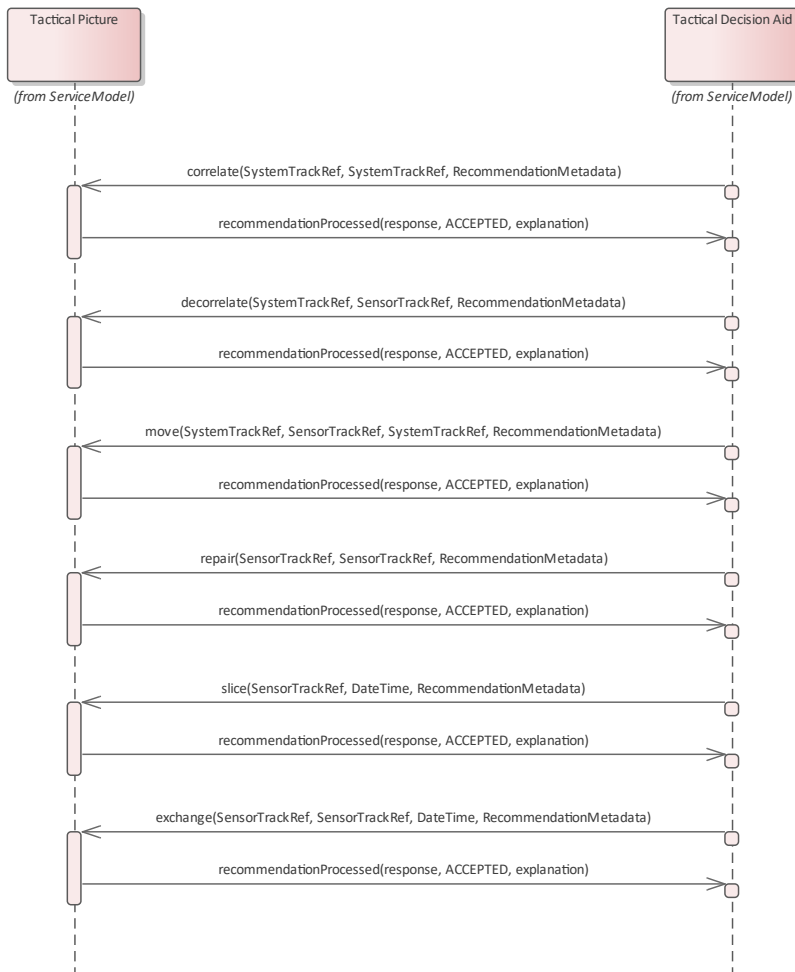 Tactical Picture
Tactical Decision Aid
(from ServiceModel)
(from ServiceModel)
correlate(SystemTrackRef, SystemTrackRef, RecommendationMetadata)
recommendationProcessed(response, ACCEPTED, explanation)
decorrelate(SystemTrackRef, SensorTrackRef, RecommendationMetadata)
recommendationProcessed(response, ACCEPTED, explanation)
move(SystemTrackRef, SensorTrackRef, SystemTrackRef, RecommendationMetadata)
recommendationProcessed(response, ACCEPTED, explanation)
repair(SensorTrackRef, SensorTrackRef, RecommendationMetadata)
recommendationProcessed(response, ACCEPTED, explanation)
slice(SensorTrackRef, DateTime, RecommendationMetadata)
recommendationProcessed(response, ACCEPTED, explanation)
exchange(SensorTrackRef, SensorTrackRef, DateTime, RecommendationMetadata)
recommendationProcessed(response, ACCEPTED, explanation)